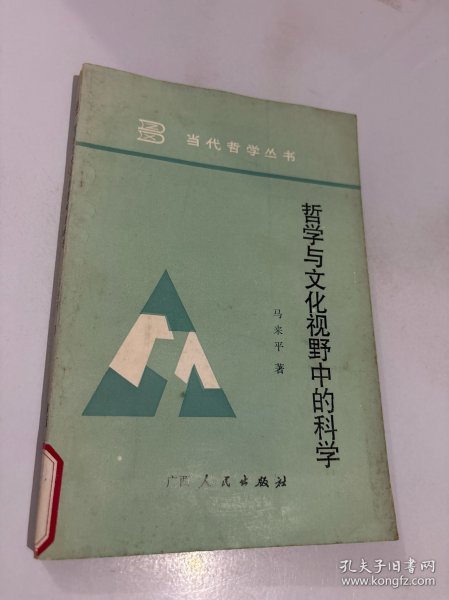 当代哲学丛书
哲学与文化视野中的科学
马来平 著
广西人民出版社
孔夫子旧书网
www.kongfz.com